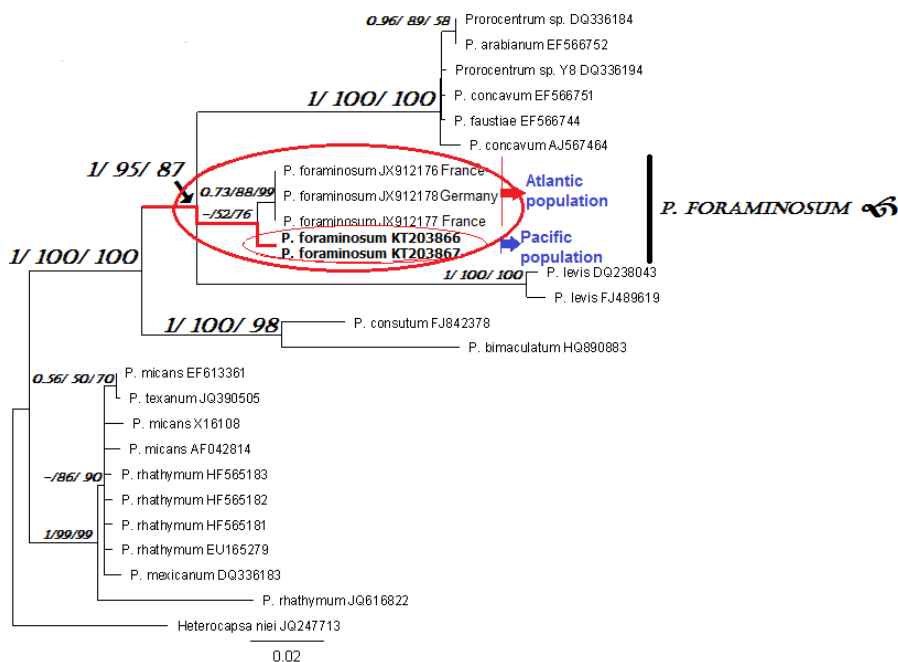 0.96/ 89/ 58
Prorocentrum sp. DQ336184
P. arabianum EF566752
Prorocentrum sp. Y8 DQ336194
1/ 100/ 100
P. concavum EF566751
P. faustiae EF566744
P. concavum AJ567464
1/ 95/ 87
P. foraminosum JX912176 France
0.73/88/99
P. foraminosum JX912178 Germany
Atlantic
population
–/52/76
P. foraminosum JX912177 France
P. FORAMINOSUM
P. foraminosum KT203866
P. foraminosum KT203867
Pacific
population
1/ 100/ 100
1/ 100/ 100
P. levis DQ238043
P. levis FJ489619
1/ 100/ 98
P. consutum FJ842378
P. bimaculatum HQ890883
0.56/ 50/ 70
P. micans EF613361
P. texanum JQ390505
P. micans X16108
P. micans AF042814
–/86/ 90
P. rhathymum HF565183
P. rhathymum HF565182
P. rhathymum HF565181
1/99/99
P. rhathymum EU165279
P. mexicanum DQ336183
P. rhathymum JQ616822
Heterocapsa niei JQ247713
0.02